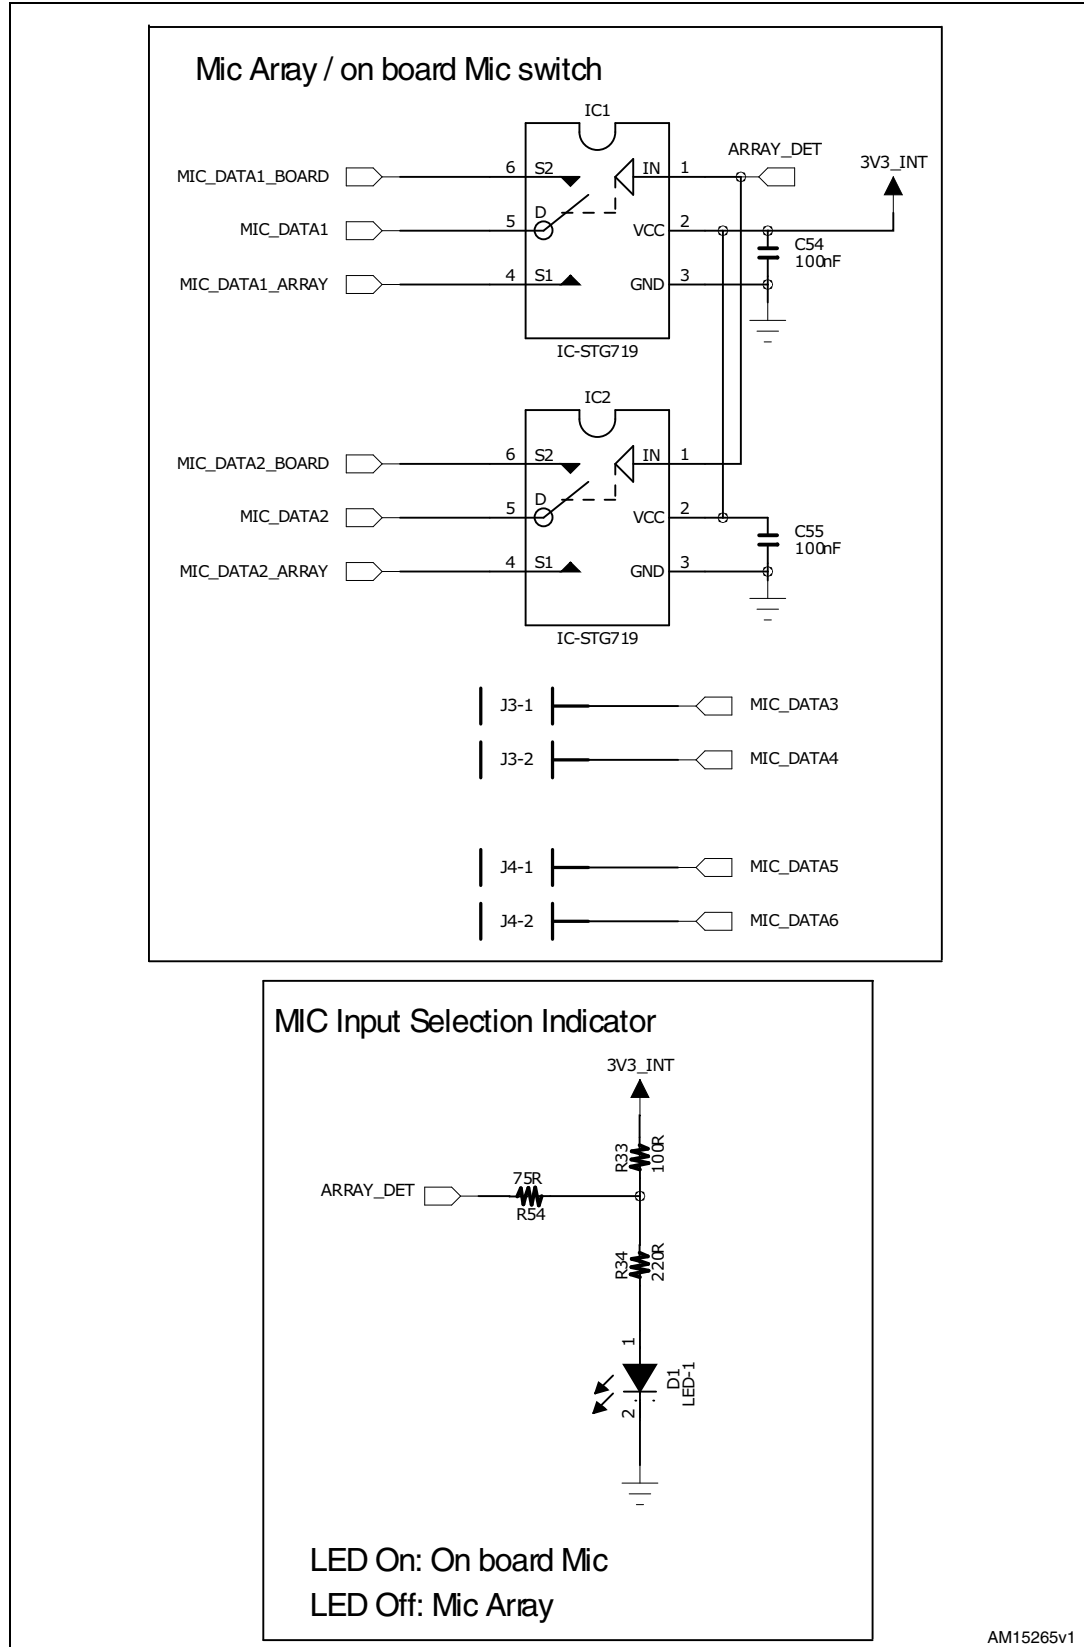 Mic Array / on board Mic switch
IC1
ARRAY_DET
3V3_INT
MIC_DATA1_BOARD 6 S2 IN 1
MIC_DATA1 5 D VCC 2
C54
100nF
MIC_DATA1_ARRAY 4 S1 GND 3
IC-STG719
IC2
MIC_DATA2_BOARD 6 S2 IN 1
MIC_DATA2 5 D VCC 2
C55
100nF
MIC_DATA2_ARRAY 4 S1 GND 3
IC-STG719
J3-1 MIC_DATA3
J3-2 MIC_DATA4
J4-1 MIC_DATA5
J4-2 MIC_DATA6
MIC Input Selection Indicator
3V3_INT
R33
100R
ARRAY_DET
75R
R54
R34
220R
1
D1
LED-1
2
LED On: On board Mic
LED Off: Mic Array
AM15265v1